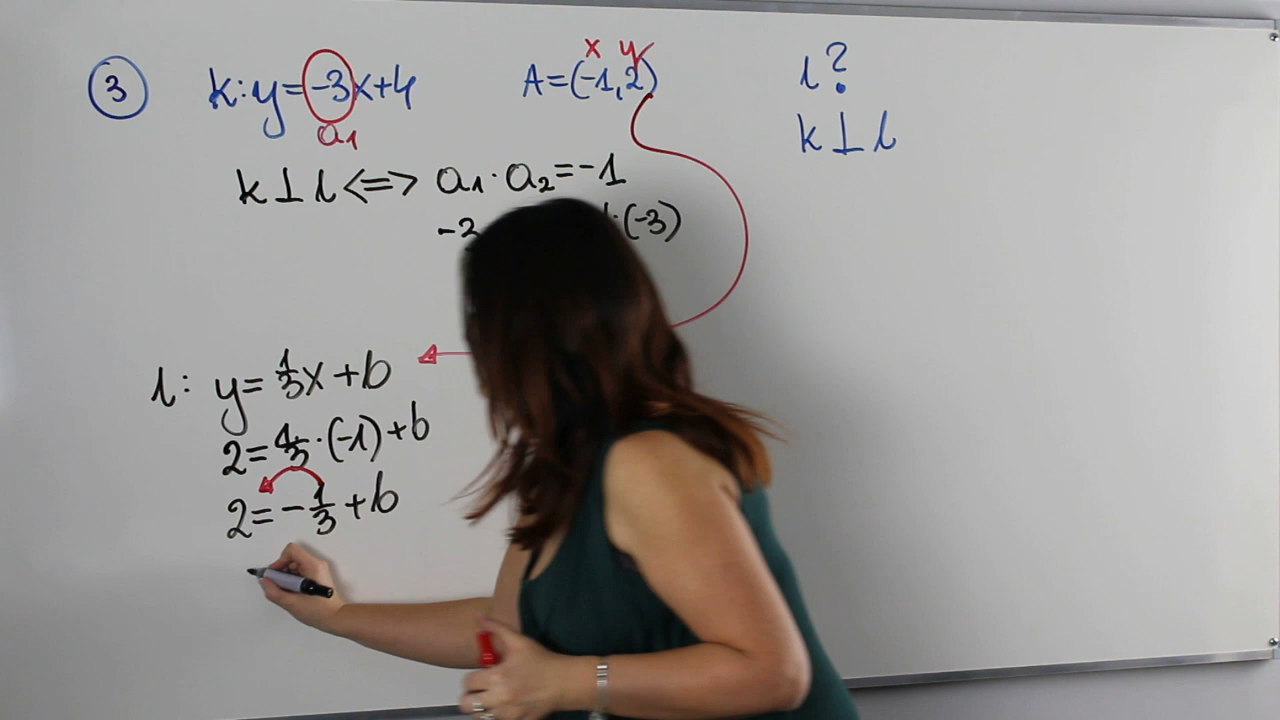 3
k: y = -3x + 4
a₁
x y
A = (-1, 2)
l?
k ⊥ l
k ⊥ l <=> a₁ · a₂ = -1
-3 :(-3)
l: y = 1/3 x + b
2 = 1/3 · (-1) + b
2 = - 1/3 + b